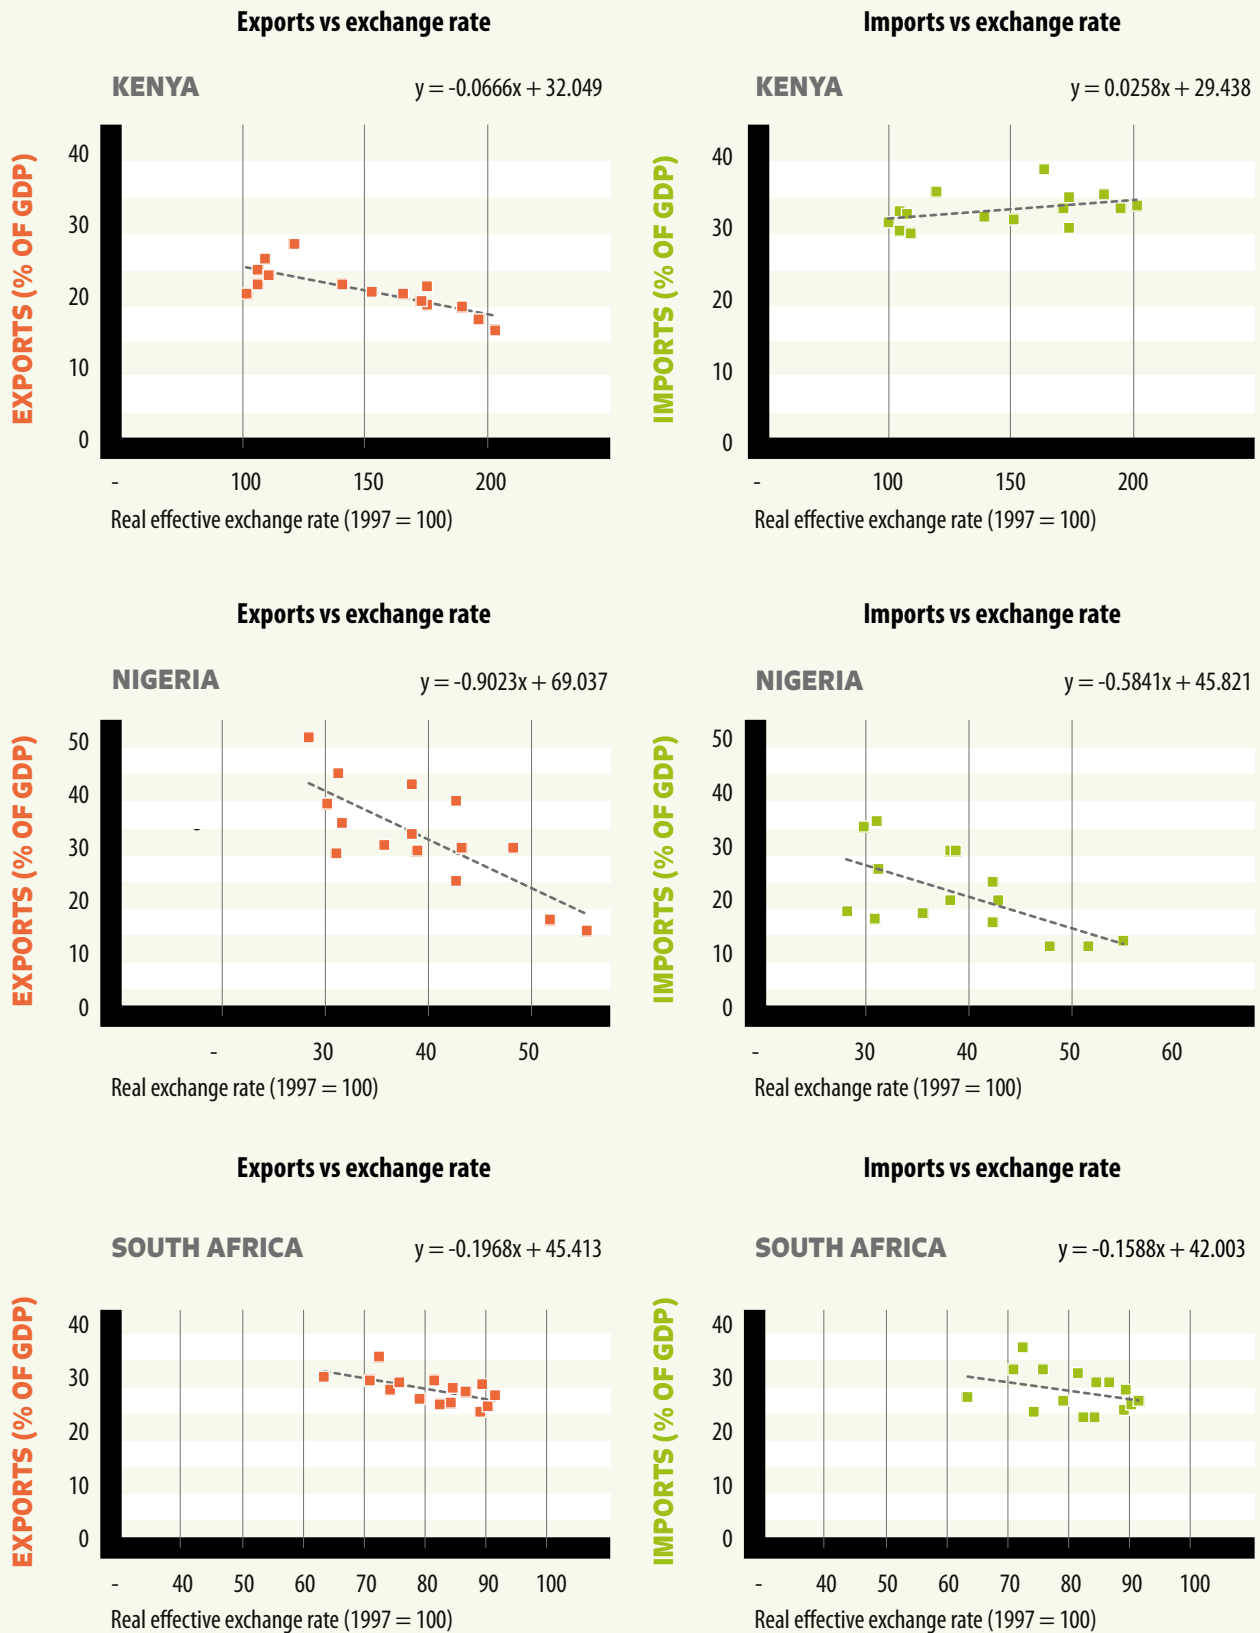 Exports vs exchange rate
KENYA
y = -0.0666x + 32.049
EXPORTS (% OF GDP)
40
30
20
10
0
- 100 150 200
Real effective exchange rate (1997 = 100)
Imports vs exchange rate
KENYA
y = 0.0258x + 29.438
IMPORTS (% OF GDP)
40
30
20
10
0
- 100 150 200
Real effective exchange rate (1997 = 100)
Exports vs exchange rate
NIGERIA
y = -0.9023x + 69.037
EXPORTS (% OF GDP)
50
40
30
20
10
0
- 30 40 50
Real exchange rate (1997 = 100)
Imports vs exchange rate
NIGERIA
y = -0.5841x + 45.821
IMPORTS (% OF GDP)
50
40
30
20
10
0
- 30 40 50 60
Real exchange rate (1997 = 100)
Exports vs exchange rate
SOUTH AFRICA
y = -0.1968x + 45.413
EXPORTS (% OF GDP)
40
30
20
10
0
- 40 50 60 70 80 90 100
Real effective exchange rate (1997 = 100)
Imports vs exchange rate
SOUTH AFRICA
y = -0.1588x + 42.003
IMPORTS (% OF GDP)
40
30
20
10
0
- 40 50 60 70 80 90 100
Real effective exchange rate (1997 = 100)